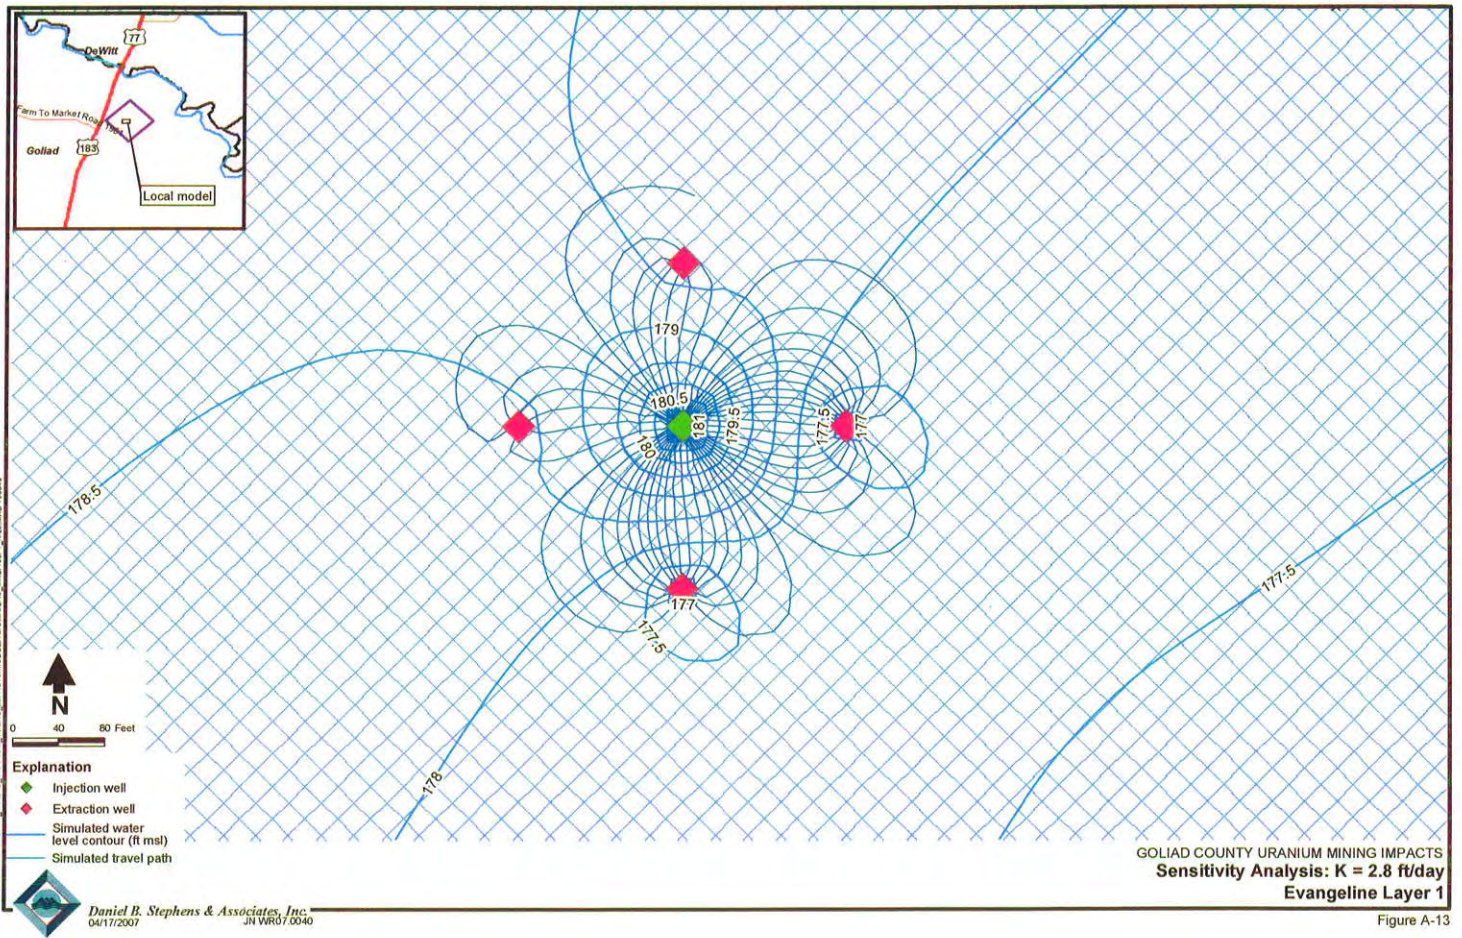 77
DeWitt
Farm To Market Road 1961
Goliad
183
Local model
179
180.5
181
179.5
180
177.5
177
178.5
177
177.5
177.5
178
N
0 40 80 Feet
Explanation
Injection well
Extraction well
Simulated water
level contour (ft msl)
Simulated travel path
GOLIAD COUNTY URANIUM MINING IMPACTS
Sensitivity Analysis: K = 2.8 ft/day
Evangeline Layer 1
Daniel B. Stephens & Associates, Inc.
04/17/2007 JN WR07.0040
Figure A-13